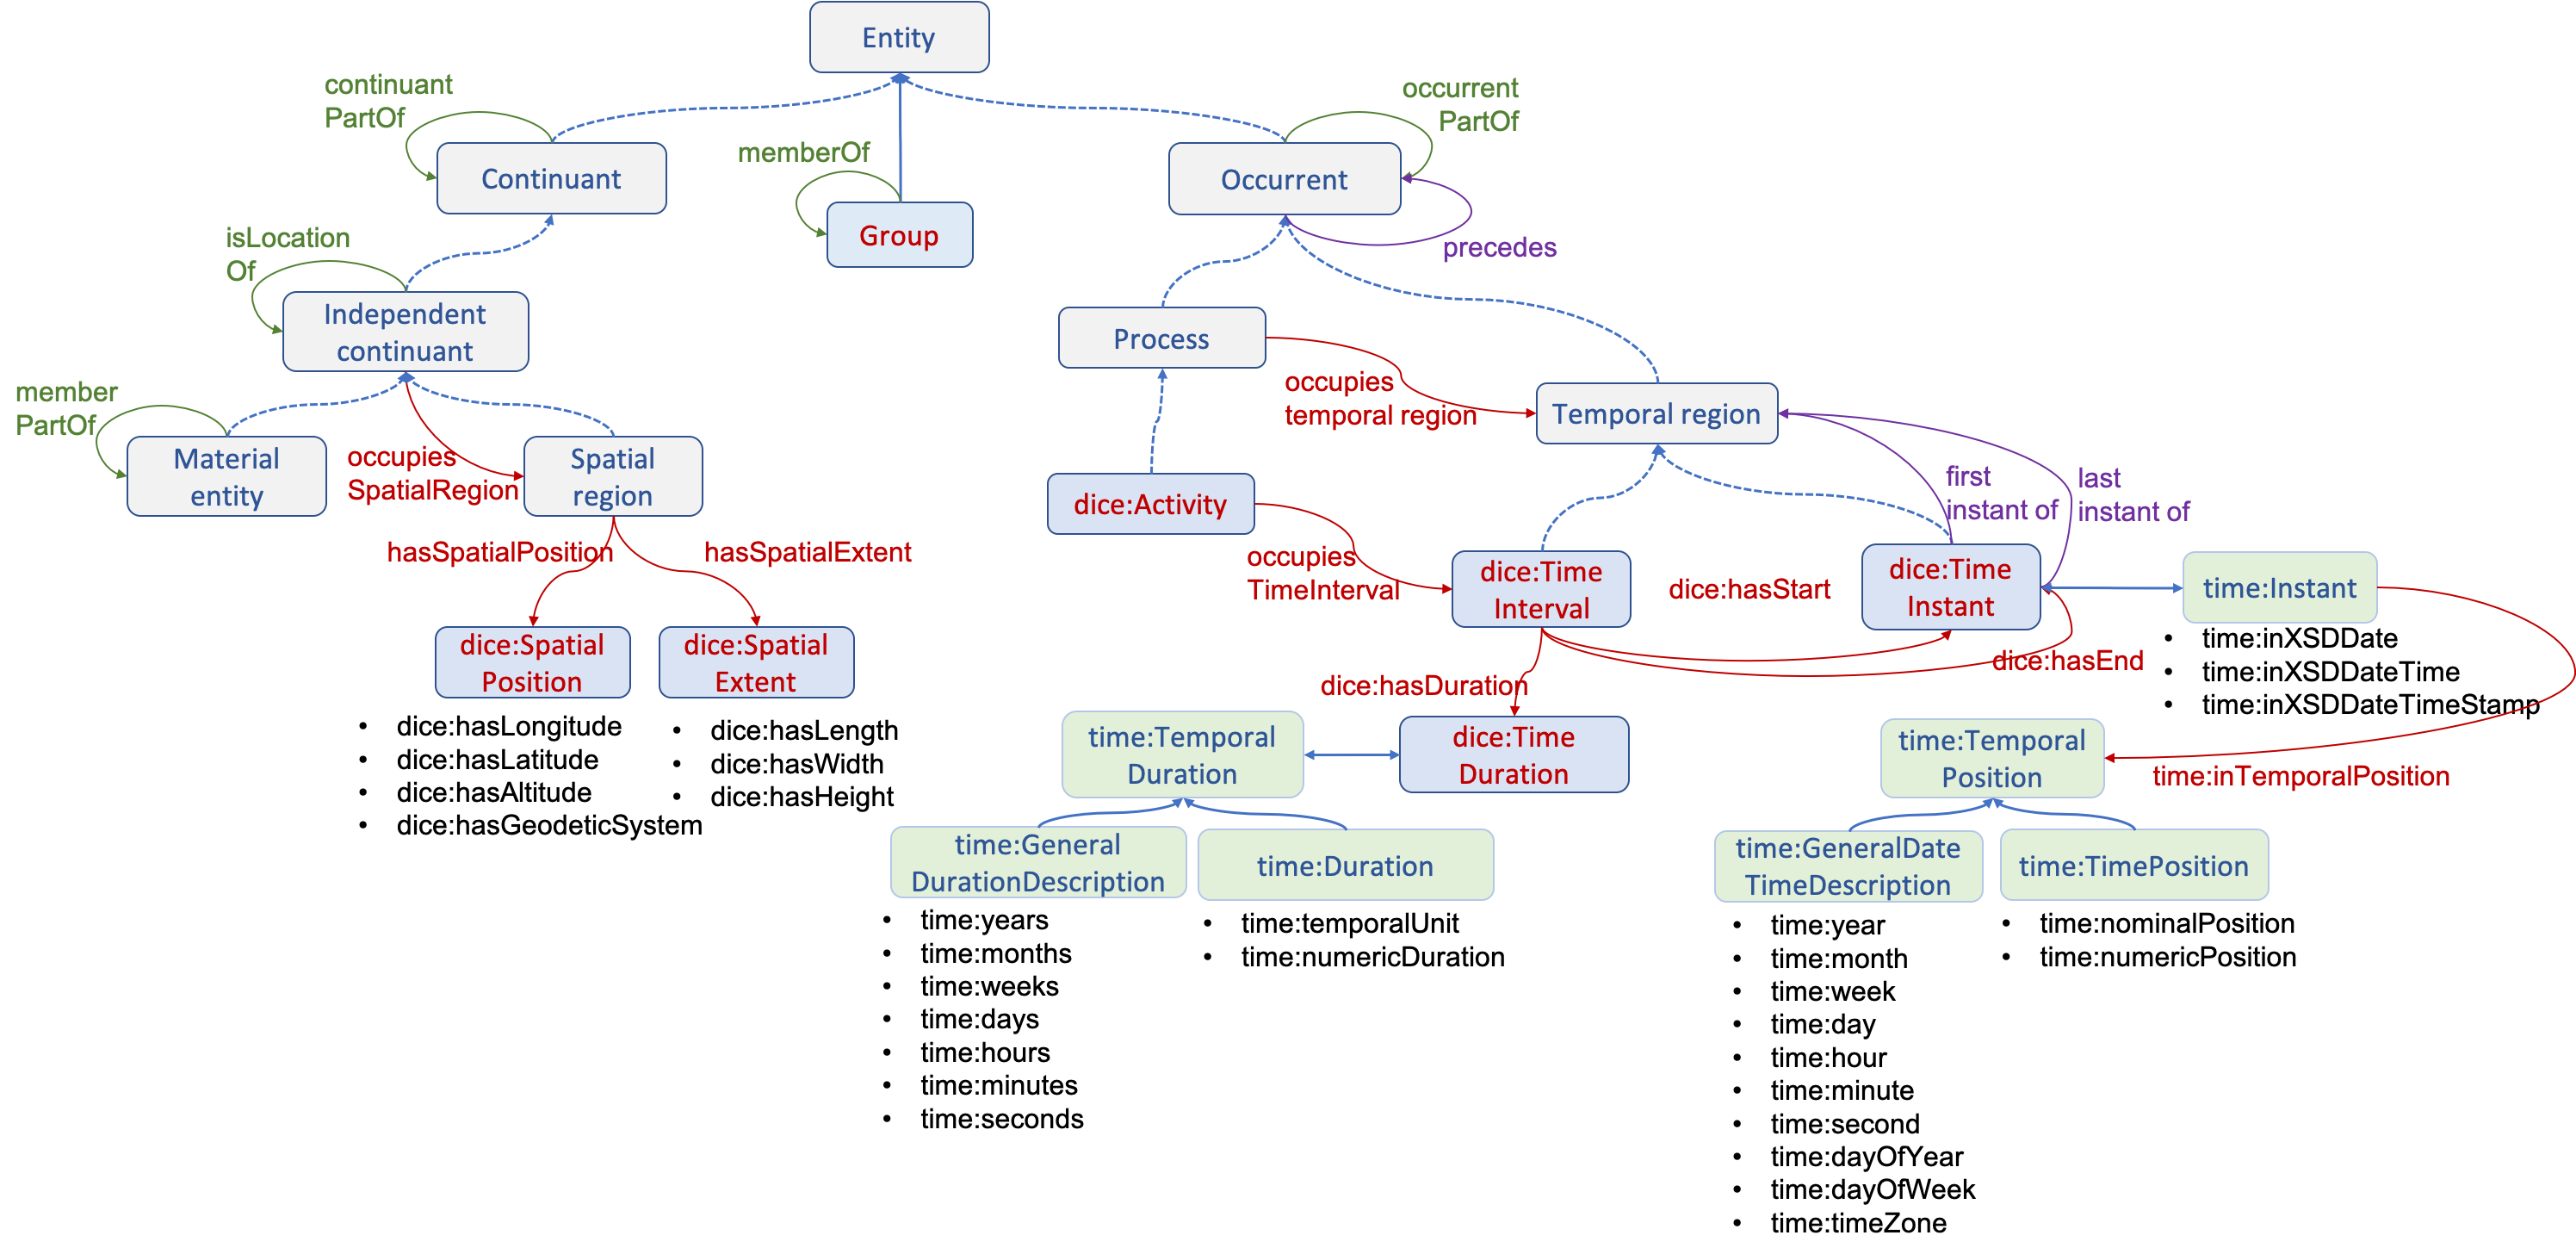 Entity
continuant
PartOf
occurrent
PartOf
memberOf
Continuant
Occurrent
Group
isLocation
Of
precedes
Independent
continuant
Process
member
PartOf
occupies
temporal region
Temporal region
Material
entity
occupies
SpatialRegion
Spatial
region
dice:Activity
first
instant of
last
instant of
hasSpatialPosition
hasSpatialExtent
occupies
TimeInterval
dice:Time
Interval
dice:hasStart
dice:Time
Instant
time:Instant
• time:inXSDDate
• time:inXSDDateTime
• time:inXSDDateTimeStamp
dice:Spatial
Position
dice:Spatial
Extent
dice:hasEnd
dice:hasDuration
• dice:hasLongitude
• dice:hasLatitude
• dice:hasAltitude
• dice:hasGeodeticSystem
• dice:hasLength
• dice:hasWidth
• dice:hasHeight
time:Temporal
Duration
dice:Time
Duration
time:Temporal
Position
time:inTemporalPosition
time:General
DurationDescription
time:Duration
time:GeneralDate
TimeDescription
time:TimePosition
• time:years
• time:months
• time:weeks
• time:days
• time:hours
• time:minutes
• time:seconds
• time:temporalUnit
• time:numericDuration
• time:year
• time:month
• time:week
• time:day
• time:hour
• time:minute
• time:second
• time:dayOfYear
• time:dayOfWeek
• time:timeZone
• time:nominalPosition
• time:numericPosition